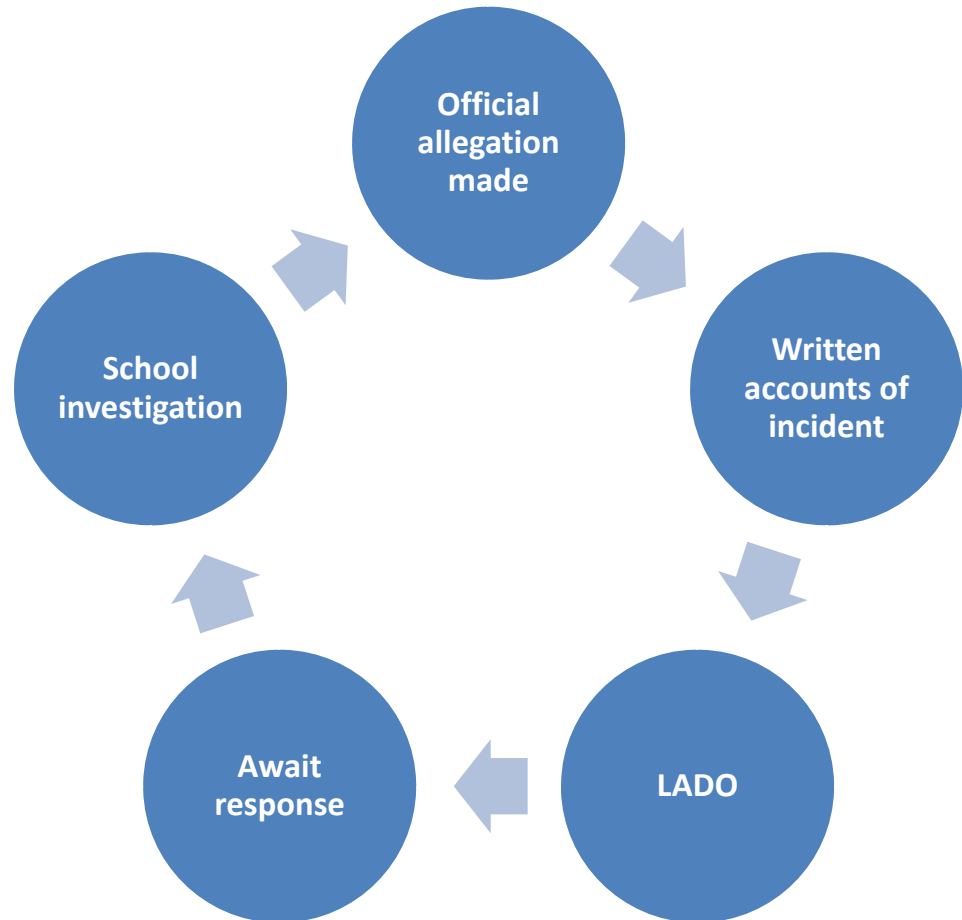 Official
allegation
made
Written
accounts of
incident
LADO
Await
response
School
investigation